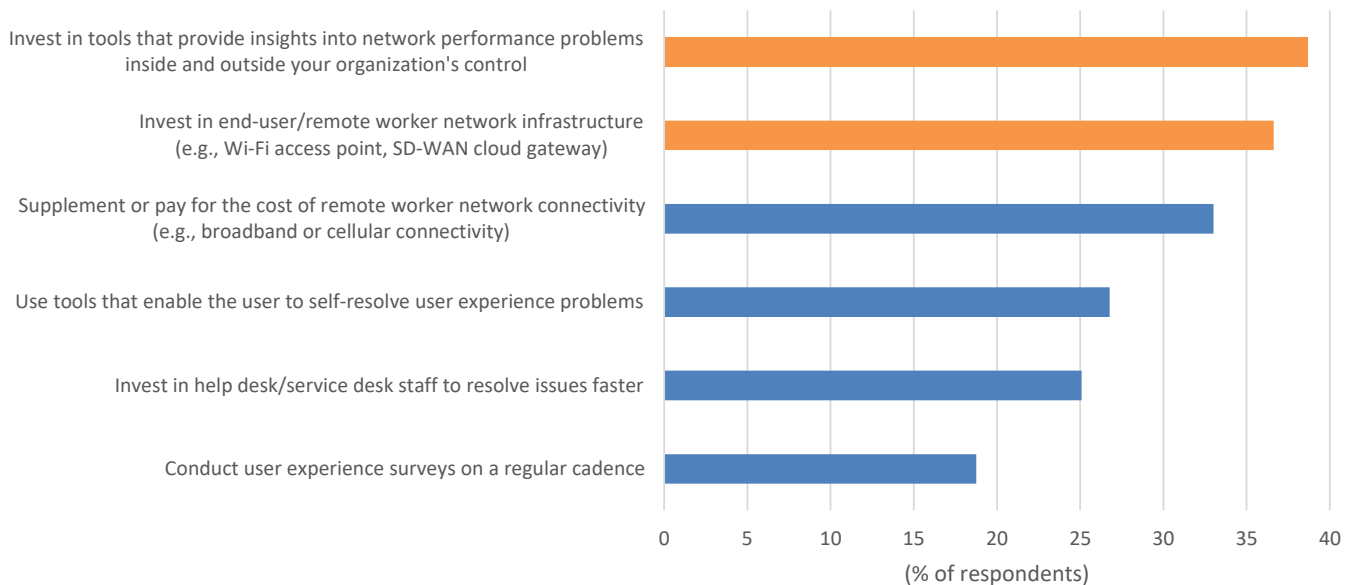 Invest in tools that provide insights into network performance problems
inside and outside your organization's control
Invest in end-user/remote worker network infrastructure
(e.g., Wi-Fi access point, SD-WAN cloud gateway)
Supplement or pay for the cost of remote worker network connectivity
(e.g., broadband or cellular connectivity)
Use tools that enable the user to self-resolve user experience problems
Invest in help desk/service desk staff to resolve issues faster
Conduct user experience surveys on a regular cadence
0 5 10 15 20 25 30 35 40
(% of respondents)